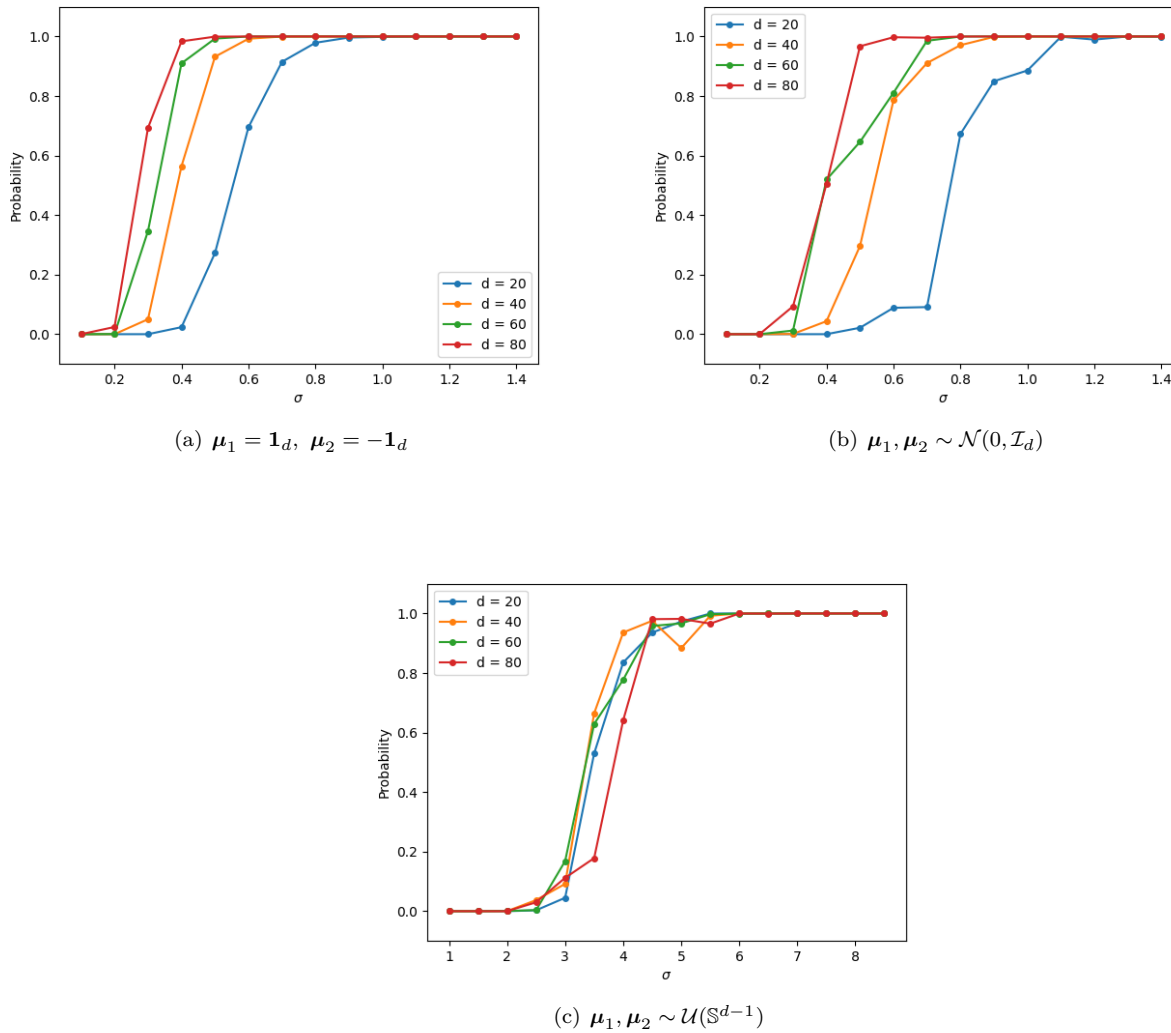 1.0
0.8
0.6
0.4
0.2
0.0
Probability
d = 20
d = 40
d = 60
d = 80
0.2 0.4 0.6 0.8 1.0 1.2 1.4
σ
(a) μ₁ = 1_d, μ₂ = −1_d
1.0
0.8
0.6
0.4
0.2
0.0
Probability
d = 20
d = 40
d = 60
d = 80
0.2 0.4 0.6 0.8 1.0 1.2 1.4
σ
(b) μ₁, μ₂ ∼ 𝒩(0, ℐ_d)
1.0
0.8
0.6
0.4
0.2
0.0
Probability
d = 20
d = 40
d = 60
d = 80
1 2 3 4 5 6 7 8
σ
(c) μ₁, μ₂ ∼ 𝒰(𝕊^{d−1})